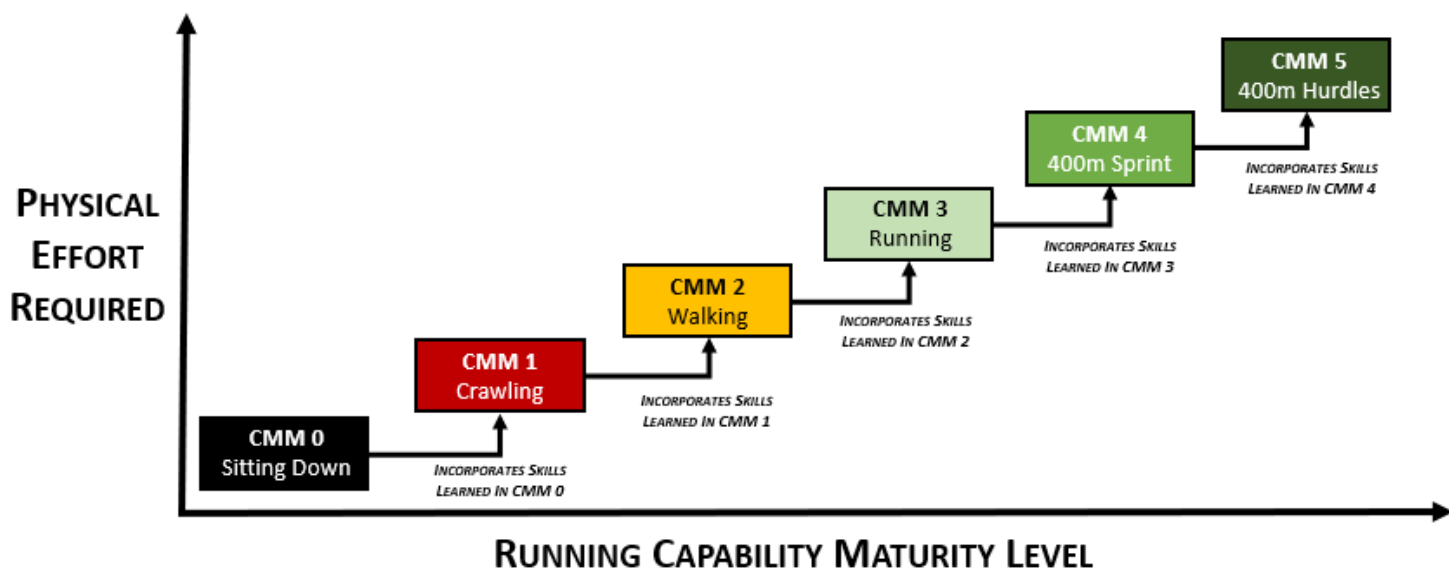 CMM 5
400m Hurdles
CMM 4
400m Sprint
INCORPORATES SKILLS
LEARNED IN CMM 4
PHYSICAL
EFFORT
REQUIRED
CMM 3
Running
INCORPORATES SKILLS
LEARNED IN CMM 3
CMM 2
Walking
INCORPORATES SKILLS
LEARNED IN CMM 2
CMM 1
Crawling
INCORPORATES SKILLS
LEARNED IN CMM 1
CMM 0
Sitting Down
INCORPORATES SKILLS
LEARNED IN CMM 0
RUNNING CAPABILITY MATURITY LEVEL